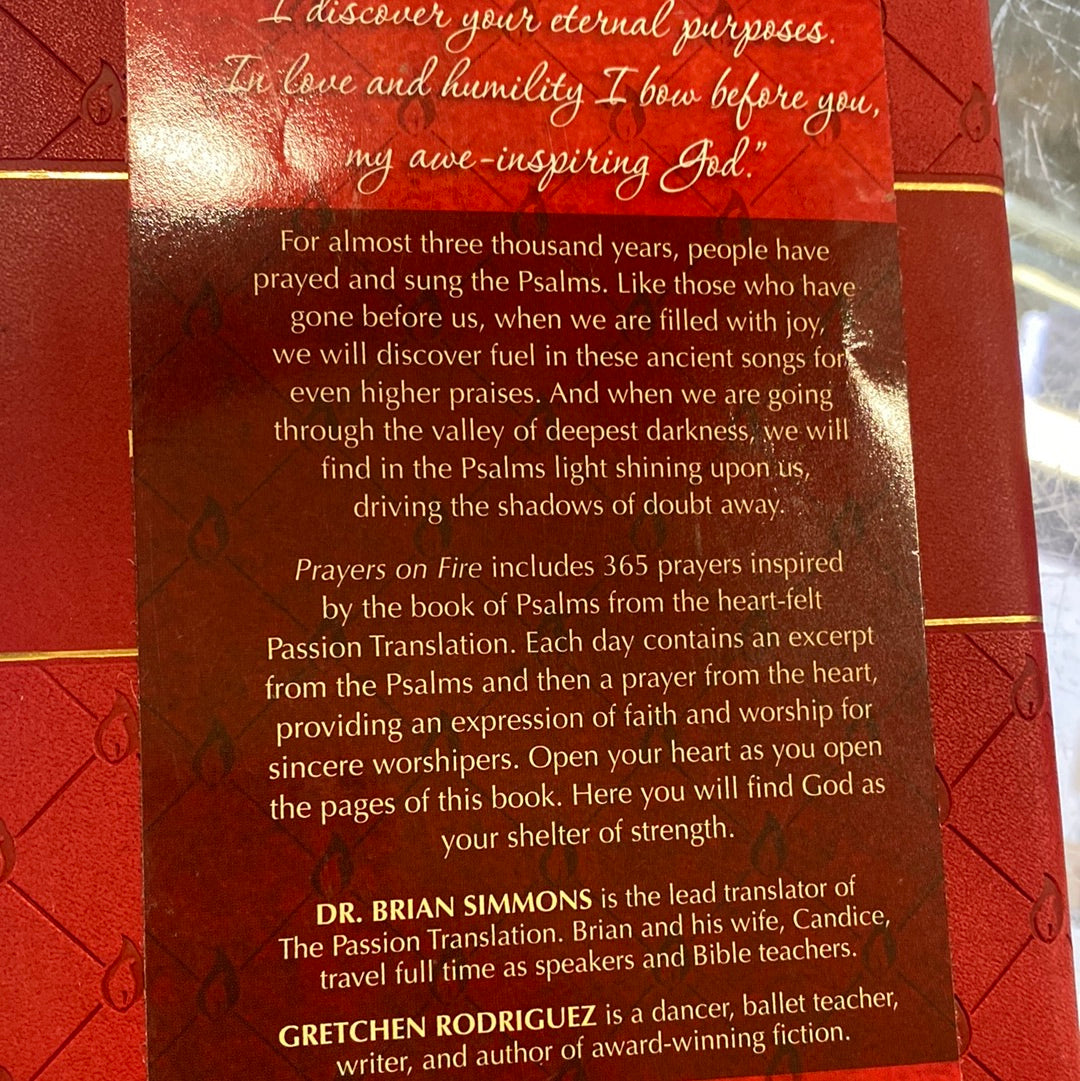 I discover your eternal purposes.
In love and humility I bow before you,
my awe-inspiring God."
For almost three thousand years, people have
prayed and sung the Psalms. Like those who have
gone before us, when we are filled with joy,
we will discover fuel in these ancient songs for
even higher praises. And when we are going
through the valley of deepest darkness, we will
find in the Psalms light shining upon us,
driving the shadows of doubt away.
Prayers on Fire includes 365 prayers inspired
by the book of Psalms from the heart-felt
Passion Translation. Each day contains an excerpt
from the Psalms and then a prayer from the heart,
providing an expression of faith and worship for
sincere worshipers. Open your heart as you open
the pages of this book. Here you will find God as
your shelter of strength.
DR. BRIAN SIMMONS is the lead translator of
The Passion Translation. Brian and his wife, Candice,
travel full time as speakers and Bible teachers.
GRETCHEN RODRIGUEZ is a dancer, ballet teacher,
writer, and author of award-winning fiction.